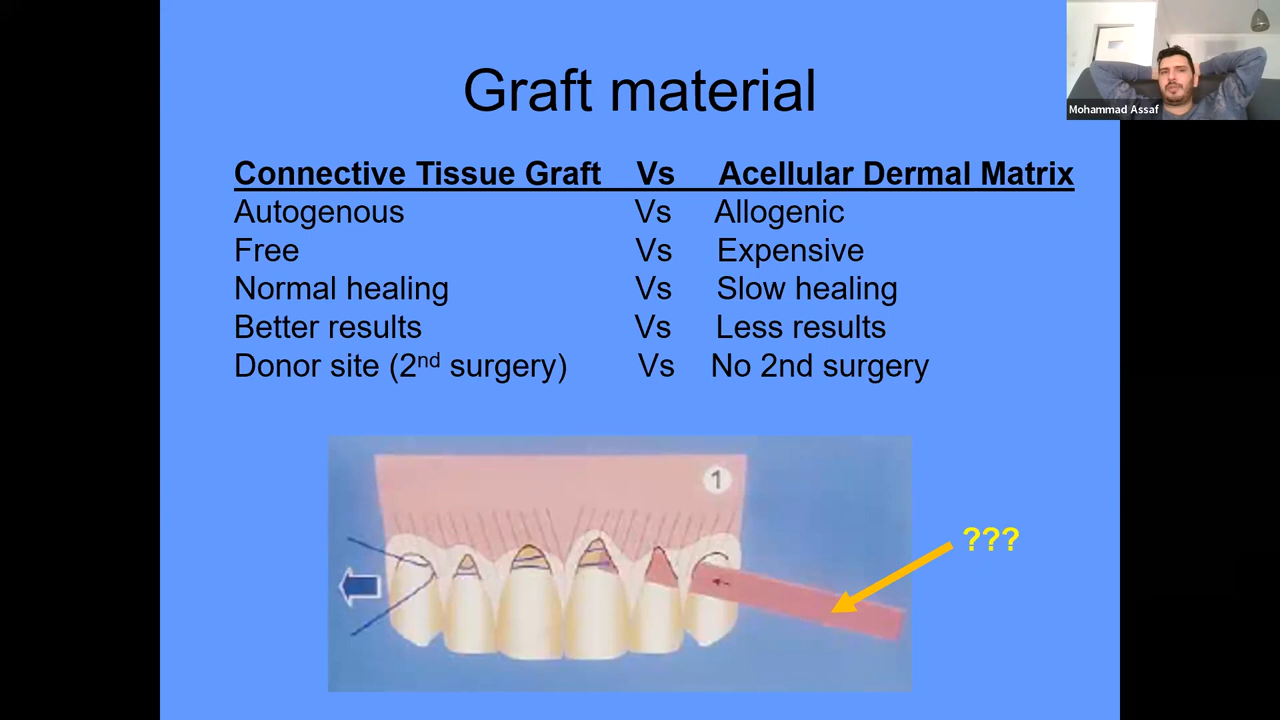 Graft material
Mohammad Assaf
Connective Tissue Graft Vs Acellular Dermal Matrix
Autogenous Vs Allogenic
Free Vs Expensive
Normal healing Vs Slow healing
Better results Vs Less results
Donor site (2nd surgery) Vs No 2nd surgery
1
???